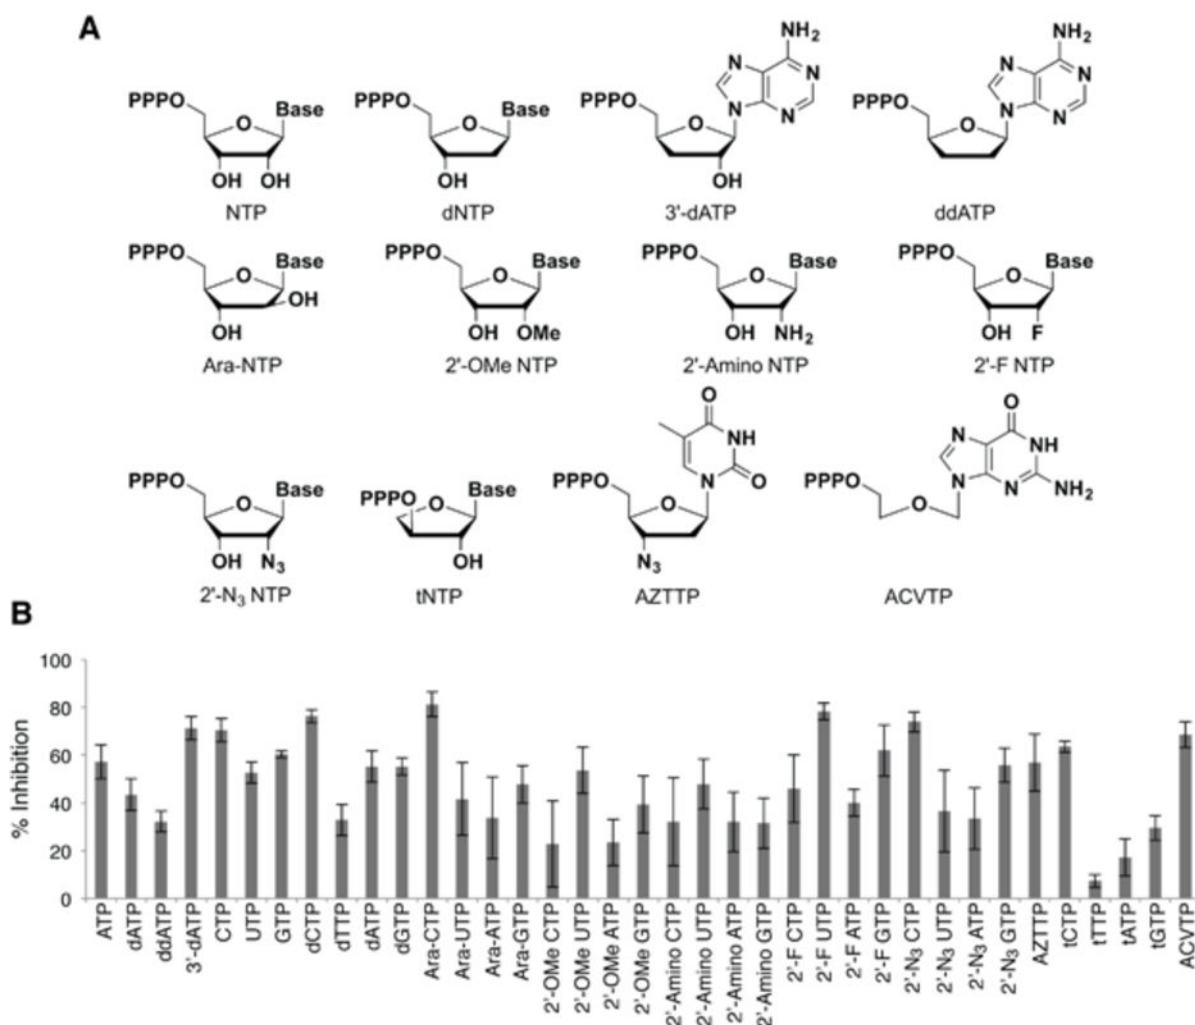 A
PPPO O Base OH OH
NTP
PPPO O Base OH
dNTP
PPPO O N N N N NH₂ OH
3'-dATP
PPPO O N N N N NH₂
ddATP
PPPO O Base OH OH
Ara-NTP
PPPO O Base OH OMe
2'-OMe NTP
PPPO O Base OH NH₂
2'-Amino NTP
PPPO O Base OH F
2'-F NTP
PPPO O Base OH N₃
2'-N₃ NTP
PPPO O Base OH
tNTP
PPPO O N O NH O N₃
AZTTP
PPPO O N N O NH N NH₂
ACVTP
B
% Inhibition
100
80
60
40
20
0
ATP
dATP
ddATP
3'-dATP
CTP
UTP
GTP
dCTP
dTTP
dATP
dGTP
Ara-CTP
Ara-UTP
Ara-ATP
Ara-GTP
2'-OMe CTP
2'-OMe UTP
2'-OMe ATP
2'-OMe GTP
2'-Amino CTP
2'-Amino UTP
2'-Amino ATP
2'-Amino GTP
2'-F CTP
2'-F UTP
2'-F ATP
2'-F GTP
2'-N₃ CTP
2'-N₃ UTP
2'-N₃ ATP
2'-N₃ GTP
AZTTP
tCTP
tTTP
tATP
tGTP
ACVTP